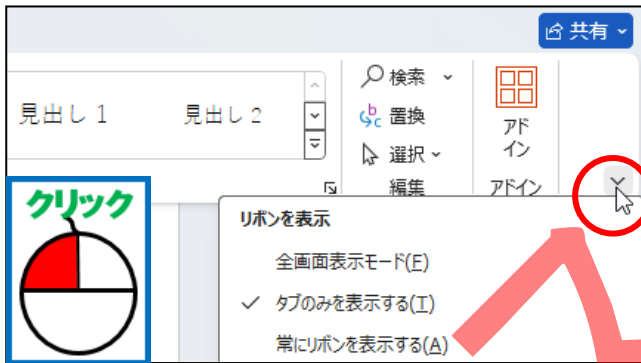 共有
見出し 1
見出し 2
検索
置換
選択
編集
アド
イン
アドイン
クリック
リボンを表示
全画面表示モード(F)
タブのみを表示する(T)
常にリボンを表示する(A)